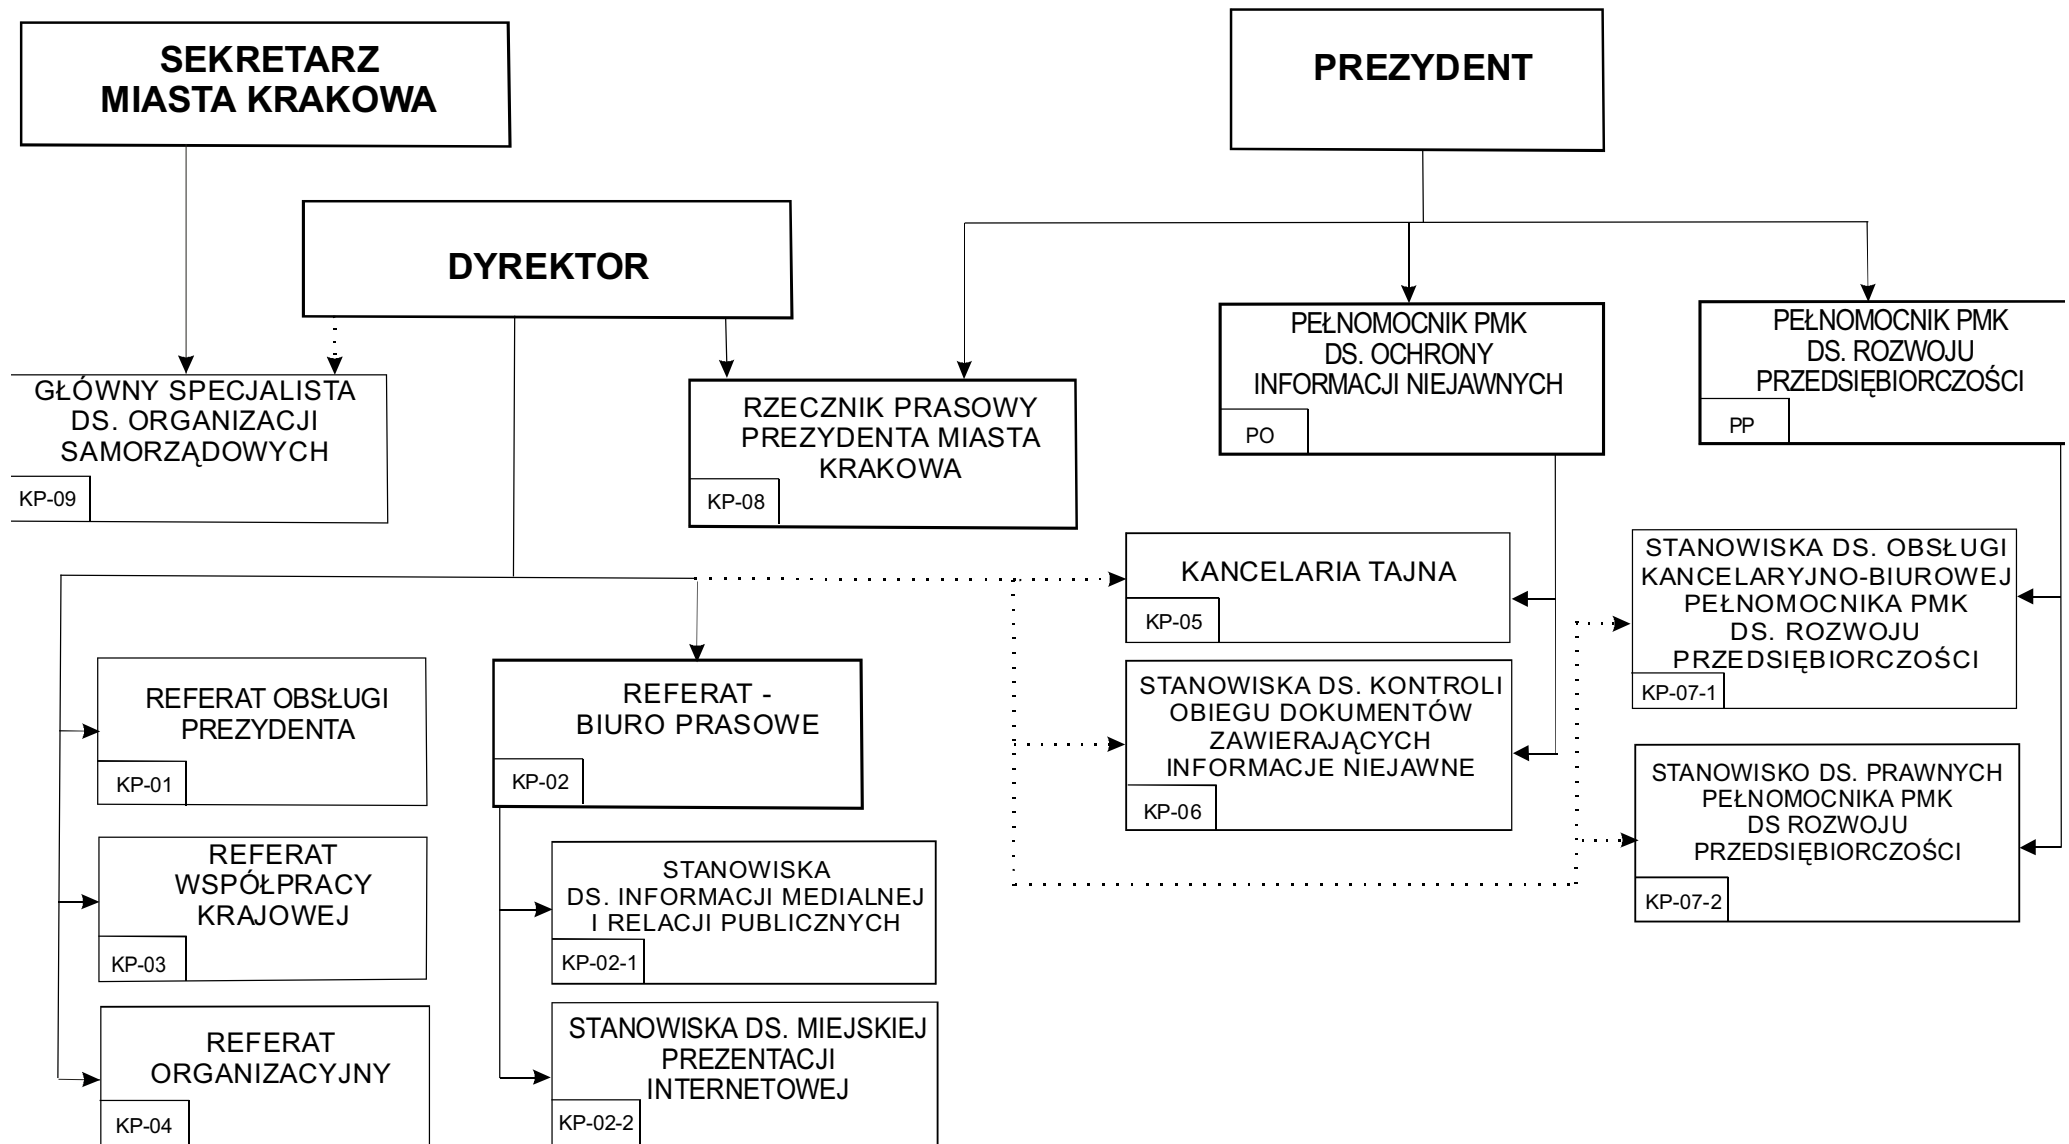 SEKRETARZ
MIASTA KRAKOWA
PREZYDENT
DYREKTOR
GŁÓWNY SPECJALISTA
DS. ORGANIZACJI
SAMORZĄDOWYCH
KP-09
RZECZNIK PRASOWY
PREZYDENTA MIASTA
KRAKOWA
KP-08
PEŁNOMOCNIK PMK
DS. OCHRONY
INFORMACJI NIEJAWNYCH
PO
PEŁNOMOCNIK PMK
DS. ROZWOJU
PRZEDSIĘBIORCZOŚCI
PP
KANCELARIA TAJNA
KP-05
STANOWISKA DS. OBSŁUGI
KANCELARYJNO-BIUROWEJ
PEŁNOMOCNIKA PMK
DS. ROZWOJU
PRZEDSIĘBIORCZOŚCI
KP-07-1
REFERAT OBSŁUGI
PREZYDENTA
KP-01
REFERAT -
BIURO PRASOWE
KP-02
STANOWISKA DS. KONTROLI
OBIEGU DOKUMENTÓW
ZAWIERAJĄCYCH
INFORMACJE NIEJAWNE
KP-06
STANOWISKO DS. PRAWNYCH
PEŁNOMOCNIKA PMK
DS ROZWOJU
PRZEDSIĘBIORCZOŚCI
KP-07-2
REFERAT
WSPÓŁPRACY
KRAJOWEJ
KP-03
STANOWISKA
DS. INFORMACJI MEDIALNEJ
I RELACJI PUBLICZNYCH
KP-02-1
REFERAT
ORGANIZACYJNY
KP-04
STANOWISKA DS. MIEJSKIEJ
PREZENTACJI
INTERNETOWEJ
KP-02-2